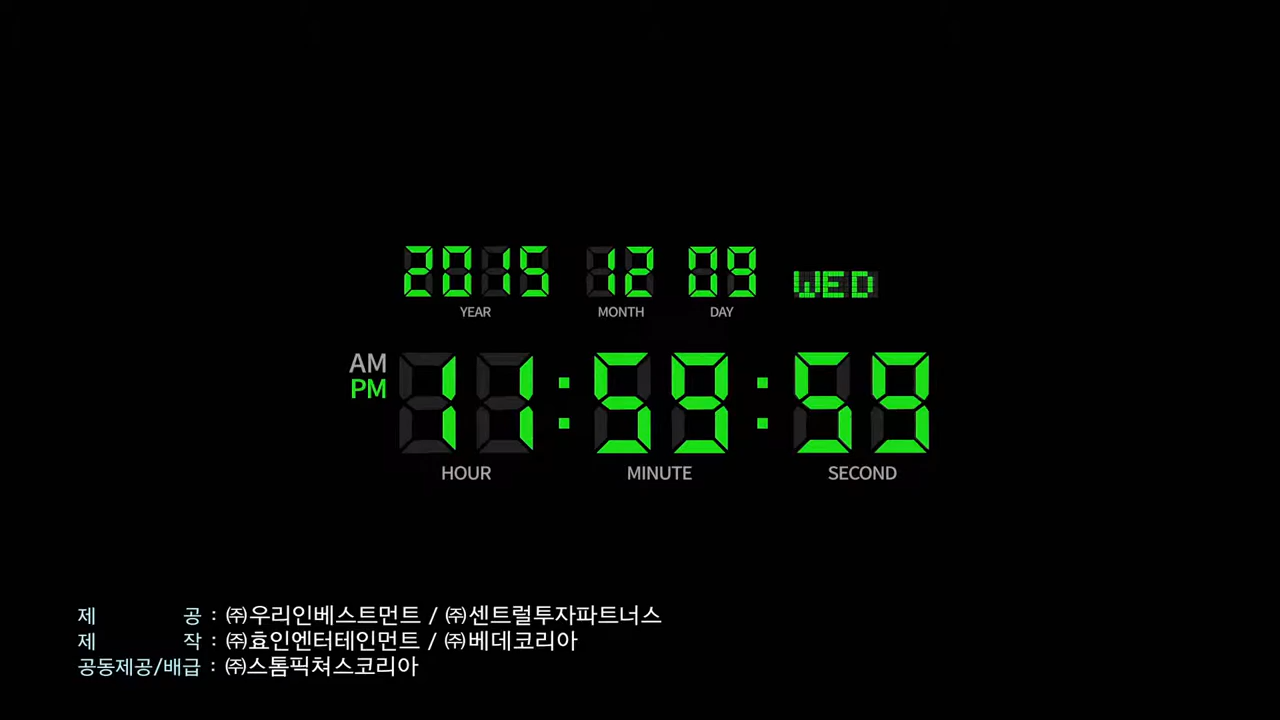 2015 12 09 WED
YEAR MONTH DAY
AM
PM
11:59:59
HOUR MINUTE SECOND
제 공 : ㈜우리인베스트먼트 / ㈜센트럴투자파트너스
제 작 : ㈜효인엔터테인먼트 / ㈜베데코리아
공동제공/배급 : ㈜스톰픽쳐스코리아